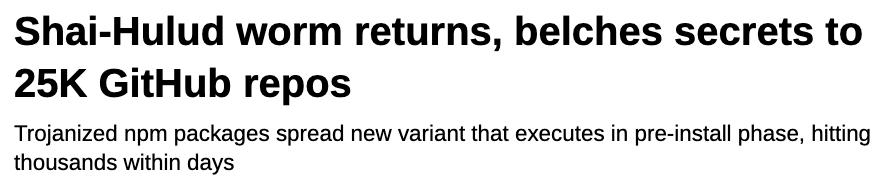 Shai-Hulud worm returns, belches secrets to
25K GitHub repos
Trojanized npm packages spread new variant that executes in pre-install phase, hitting
thousands within days